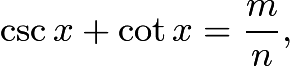 csc x + cot x = m/n,